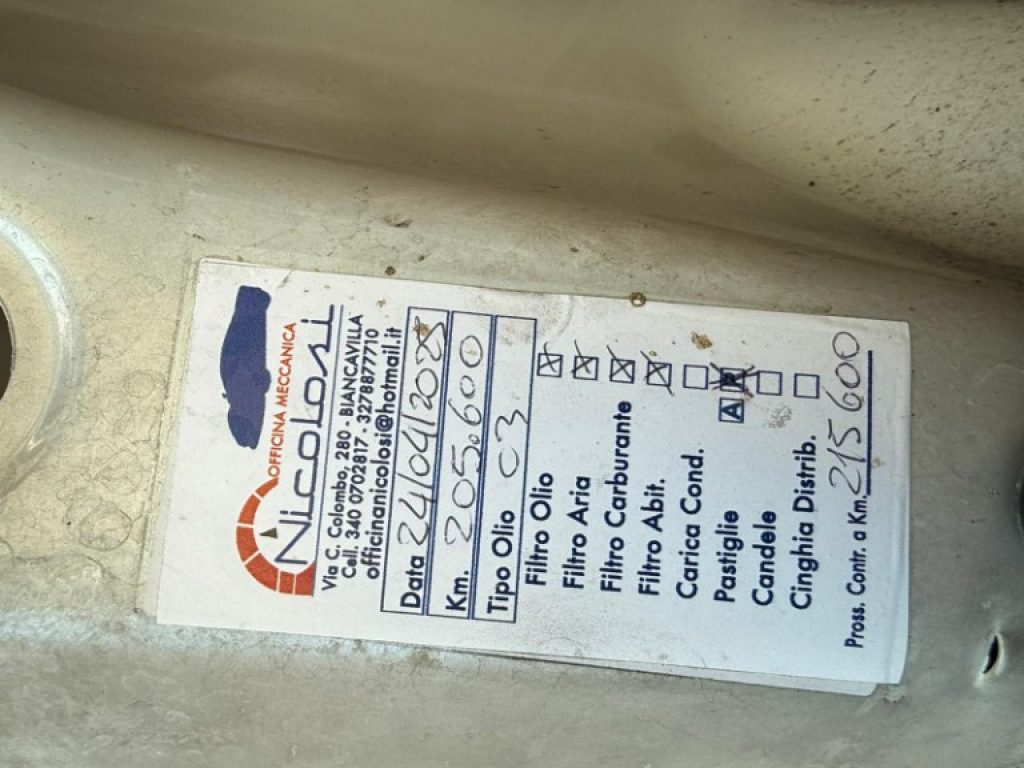 OFFICINA MECCANICA
Nicolosi
Via C. Colombo, 280 - BIANCAVILLA
Cell. 340 0702817 - 3278877710
officinanicolosi@hotmail.it
Data 24/04/2025
Km. 205.600
Tipo Olio 03
Filtro Olio
Filtro Aria
Filtro Carburante
Filtro Abit.
Carica Cond.
Pastiglie A
Candele
Cinghia Distrib.
Pross. Contr. a Km. 215600